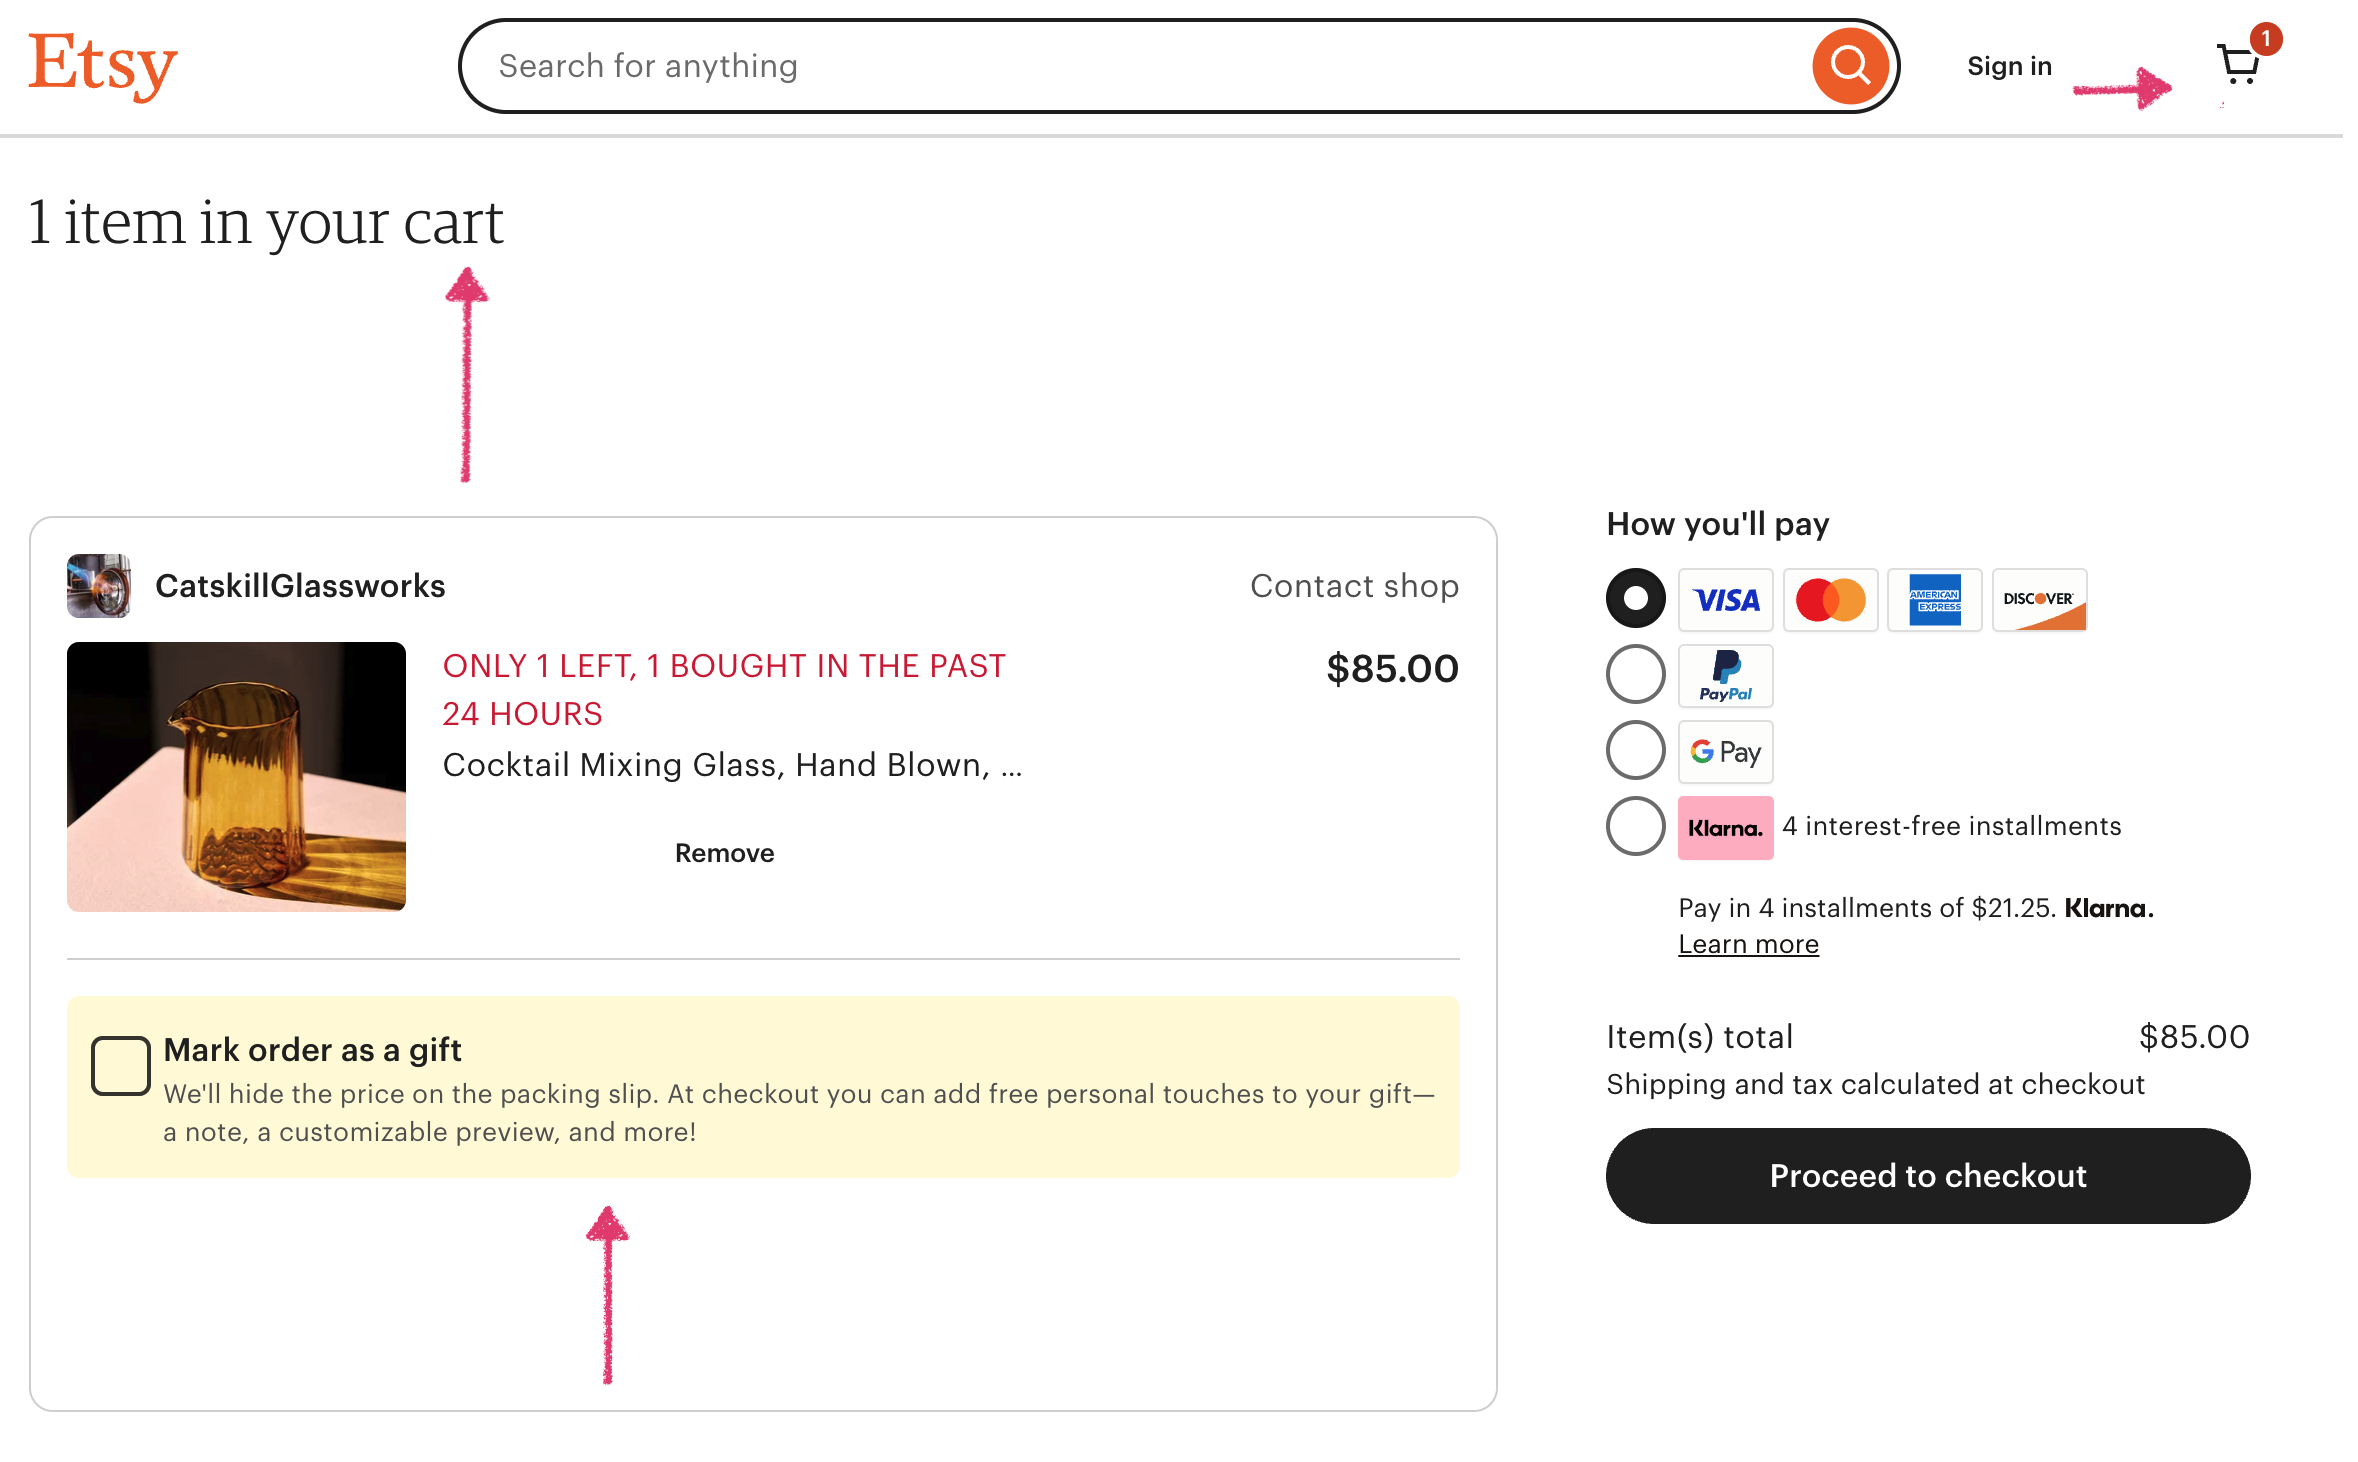 Etsy
Search for anything
Sign in
1
1 item in your cart
CatskillGlassworks
Contact shop
ONLY 1 LEFT, 1 BOUGHT IN THE PAST
24 HOURS
$85.00
Cocktail Mixing Glass, Hand Blown, ...
Remove
Mark order as a gift
We'll hide the price on the packing slip. At checkout you can add free personal touches to your gift—
a note, a customizable preview, and more!
How you'll pay
VISA
AMERICAN
EXPRESS
DISCOVER
PayPal
G Pay
Klarna. 4 interest-free installments
Pay in 4 installments of $21.25. Klarna.
Learn more
Item(s) total $85.00
Shipping and tax calculated at checkout
Proceed to checkout